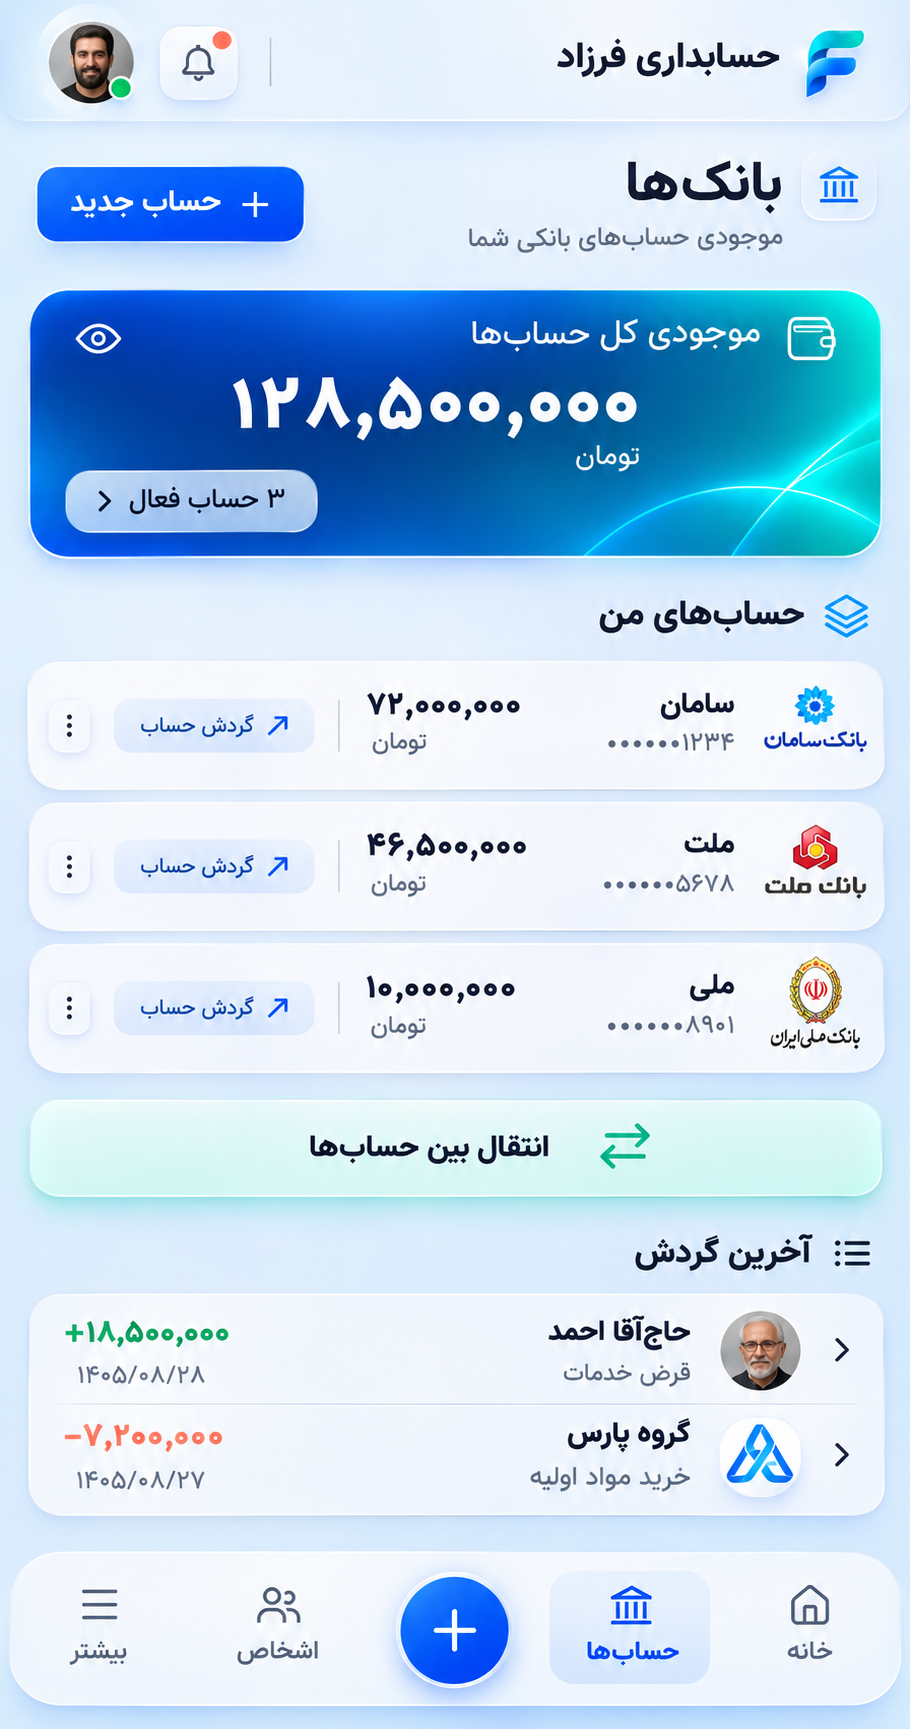 حسابداری فرزاد
بانک‌ها
موجودی حساب‌های بانکی شما
حساب جدید
موجودی کل حساب‌ها
۱۲۸,۵۰۰,۰۰۰
تومان
۳ حساب فعال
حساب‌های من
بانک سامان
سامان
۱۲۳۴••••••
۷۲,۰۰۰,۰۰۰
تومان
گردش حساب
بانک ملت
ملت
۵۶۷۸••••••
۴۶,۵۰۰,۰۰۰
تومان
گردش حساب
بانک ملی ایران
ملی
۸۹۰۱••••••
۱۰,۰۰۰,۰۰۰
تومان
گردش حساب
انتقال بین حساب‌ها
آخرین گردش
حاج‌آقا احمد
قرض خدمات
+۱۸,۵۰۰,۰۰۰
۱۴۰۵/۰۸/۲۸
گروه پارس
خرید مواد اولیه
−۷,۲۰۰,۰۰۰
۱۴۰۵/۰۸/۲۷
خانه
حساب‌ها
اشخاص
بیشتر